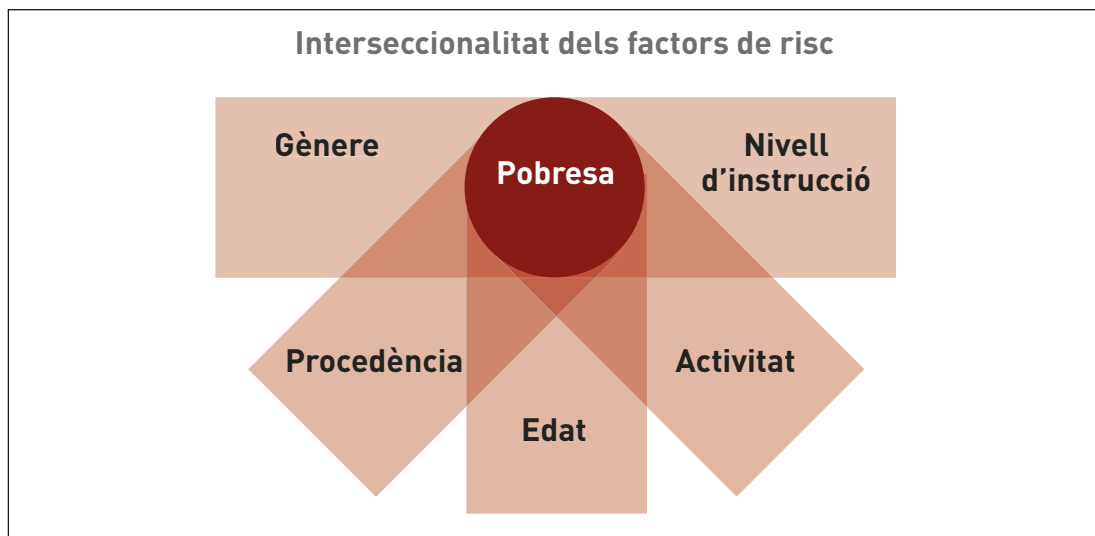 Interseccionalitat dels factors de risc
Gènere
Pobresa
Nivell
d’instrucció
Procedència
Edat
Activitat